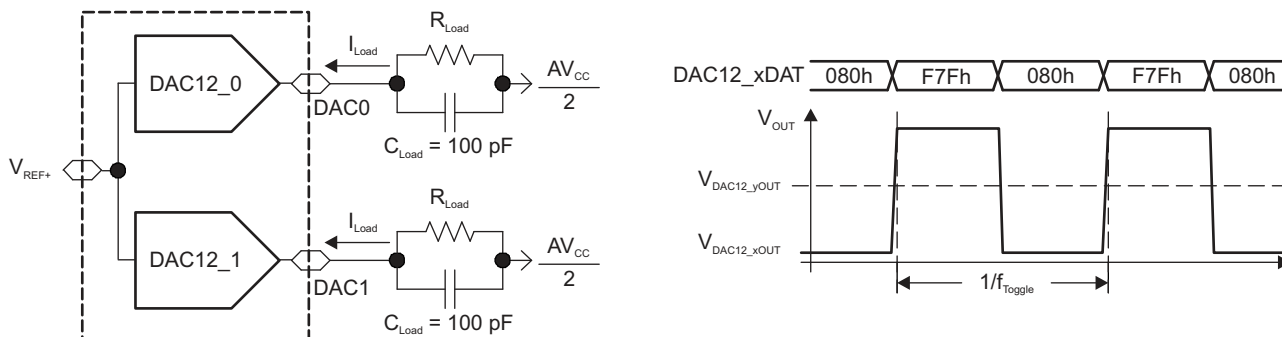 V_REF+
DAC12_0
DAC0
I_Load
R_Load
C_Load = 100 pF
AV_CC
2
DAC12_1
DAC1
I_Load
R_Load
C_Load = 100 pF
AV_CC
2
DAC12_xDAT 080h F7Fh 080h F7Fh 080h
V_OUT
V_DAC12_yOUT
V_DAC12_xOUT
1/f_Toggle